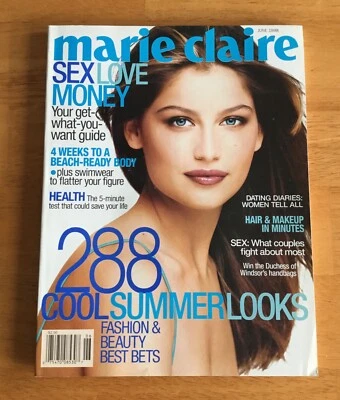 marie claire
SEX LOVE
MONEY
Your get-
what-you-
want guide
4 WEEKS TO A
BEACH-READY BODY
•plus swimwear
to flatter your figure
HEALTH The 5-minute
test that could save your life
DATING DIARIES:
WOMEN TELL ALL
HAIR & MAKEUP
IN MINUTES
SEX: What couples
fight about most
Win the Duchess of
Windsor's handbags
288
COOL SUMMER LOOKS
FASHION &
BEAUTY
BEST BETS